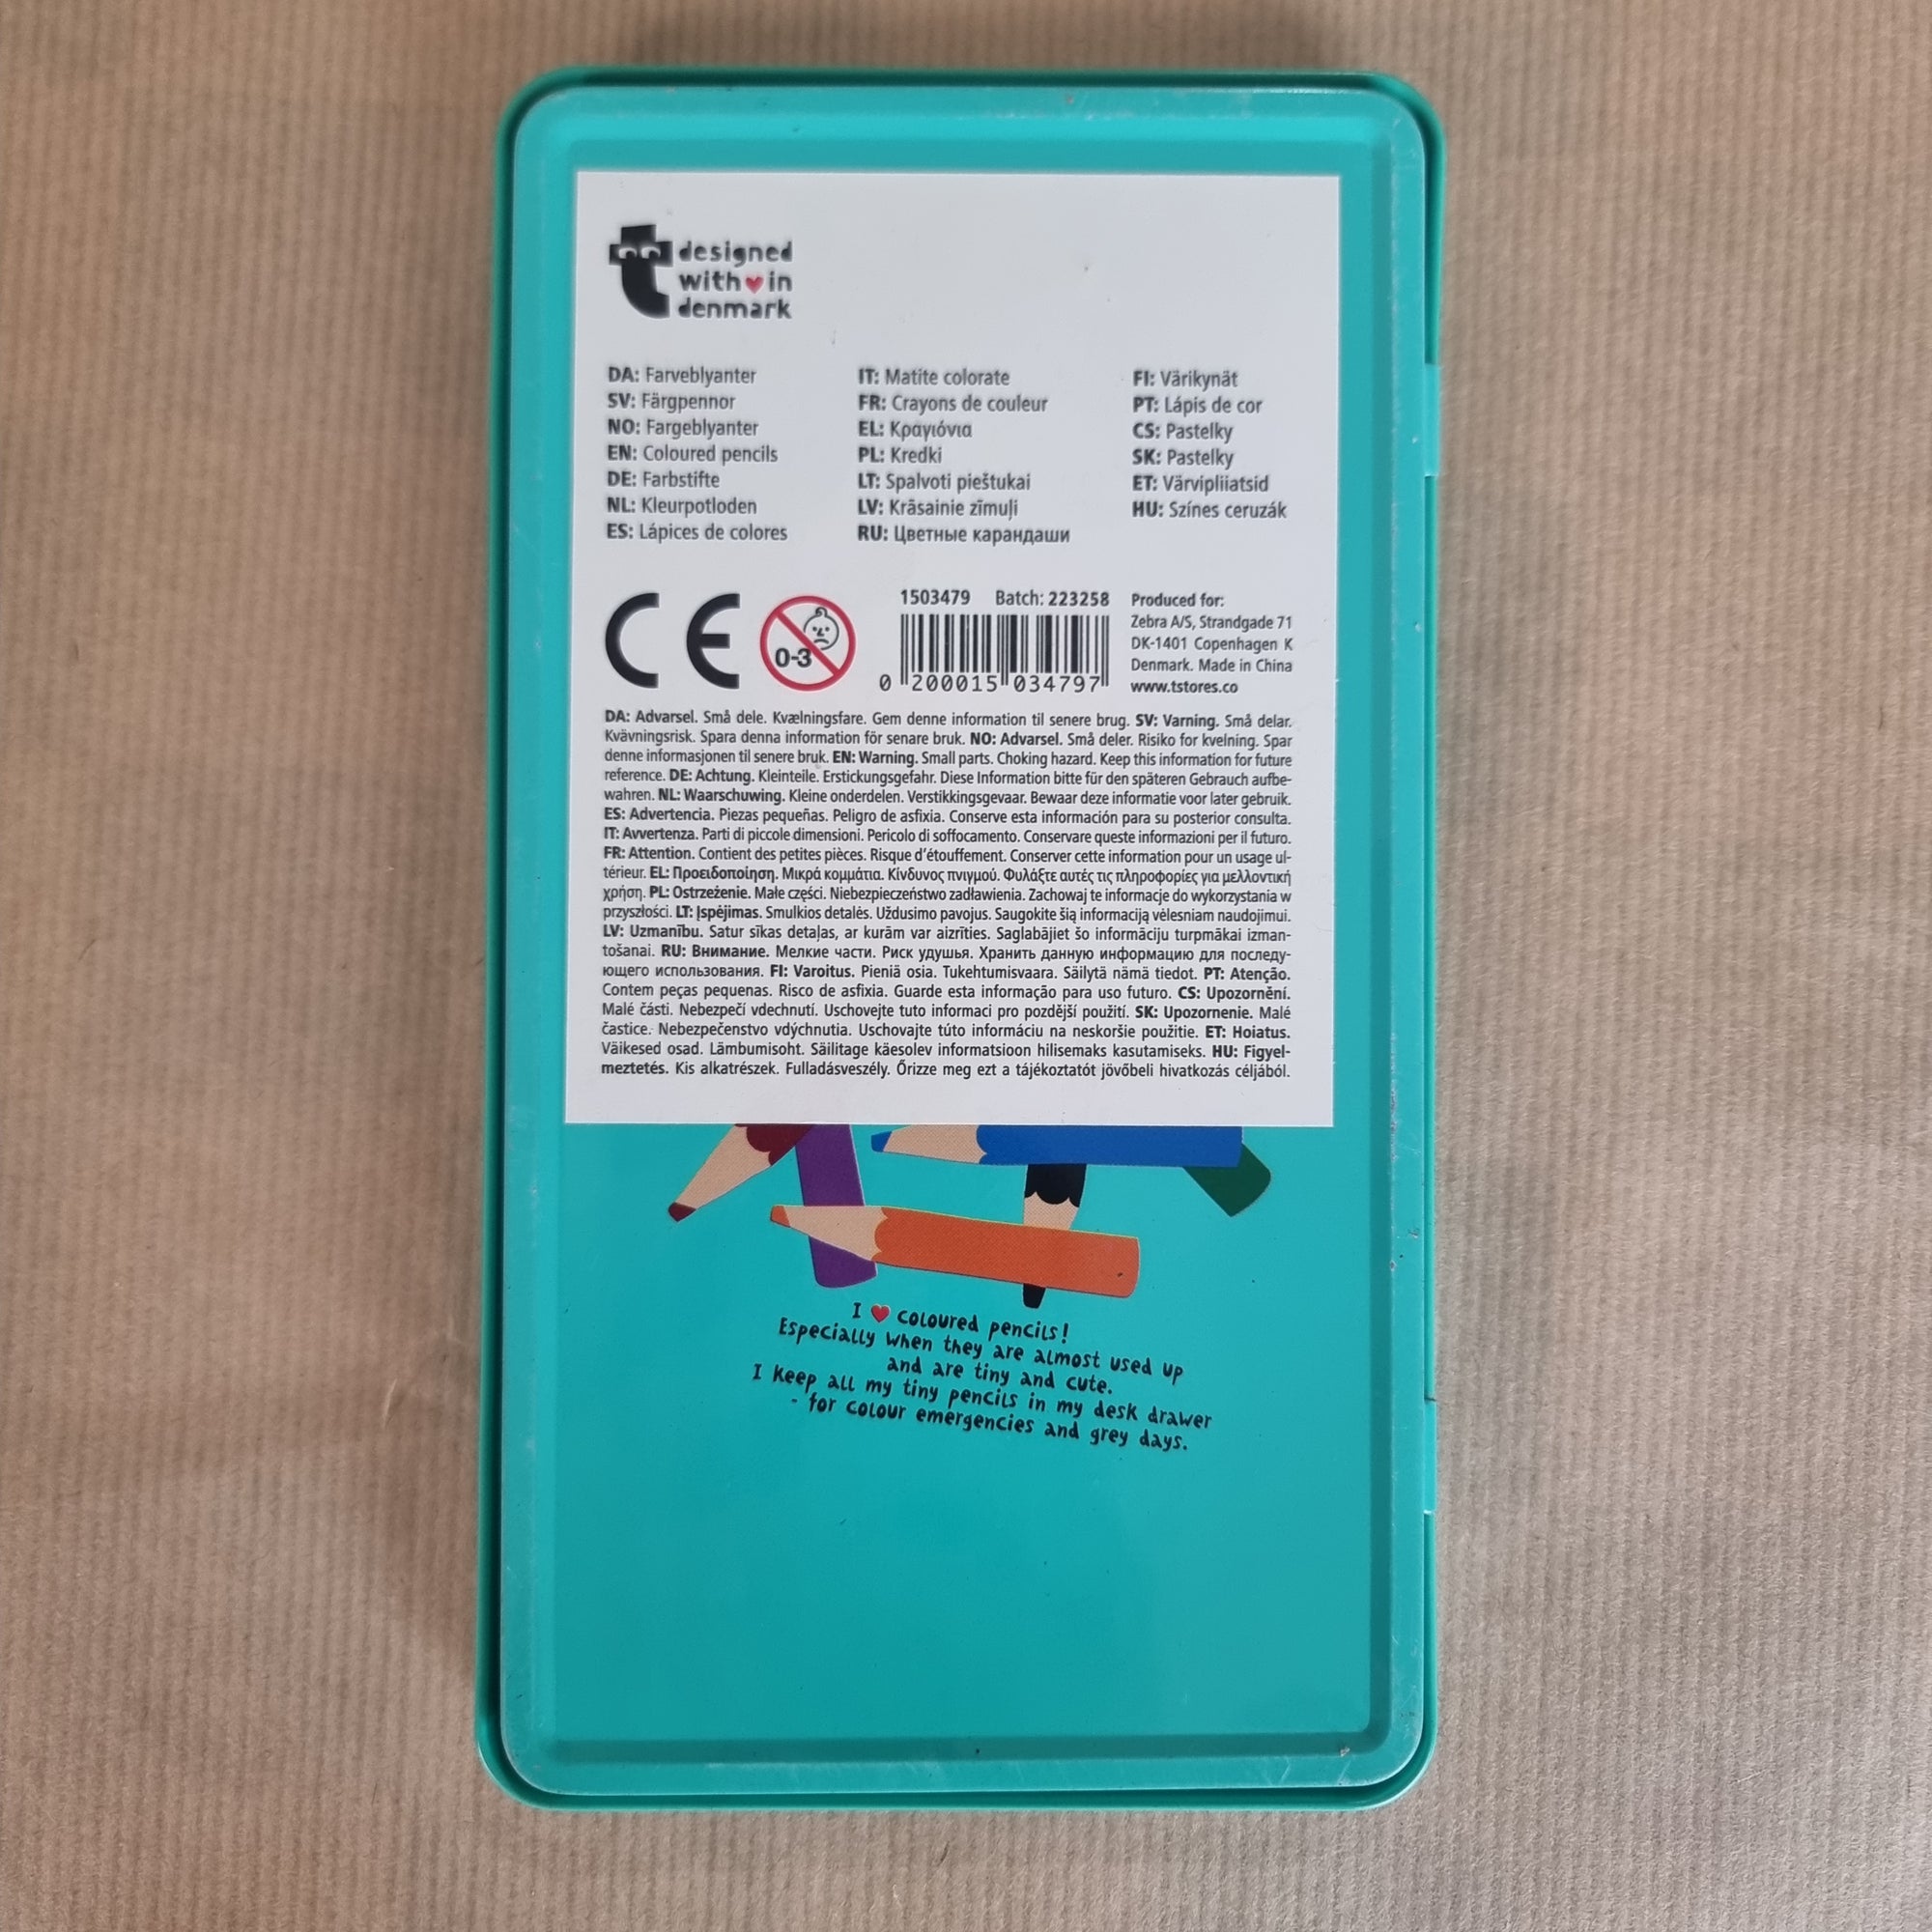 designed
with♥in
denmark
DA: Farveblyanter
SV: Färgpennor
NO: Fargeblyanter
EN: Coloured pencils
DE: Farbstifte
NL: Kleurpotloden
ES: Lápices de colores
IT: Matite colorate
FR: Crayons de couleur
EL: Κραγιόνια
PL: Kredki
LT: Spalvoti pieštukai
LV: Krāsainie zīmuļi
RU: Цветные карандаши
FI: Värikynät
PT: Lápis de cor
CS: Pastelky
SK: Pastelky
ET: Värvipliiatsid
HU: Színes ceruzák
CE
0-3
1503479 Batch: 223258
0 200015 034797
Produced for:
Zebra A/S, Strandgade 71
DK-1401 Copenhagen K
Denmark. Made in China
www.tstores.co
DA: Advarsel. Små dele. Kvælningsfare. Gem denne information til senere brug. SV: Varning. Små delar.
Kvävningsrisk. Spara denna information för senare bruk. NO: Advarsel. Små deler. Risiko for kvelning. Spar
denne informasjonen til senere bruk. EN: Warning. Small parts. Choking hazard. Keep this information for future
reference. DE: Achtung. Kleinteile. Erstickungsgefahr. Diese Information bitte für den späteren Gebrauch aufbe-
wahren. NL: Waarschuwing. Kleine onderdelen. Verstikkingsgevaar. Bewaar deze informatie voor later gebruik.
ES: Advertencia. Piezas pequeñas. Peligro de asfixia. Conserve esta información para su posterior consulta.
IT: Avvertenza. Parti di piccole dimensioni. Pericolo di soffocamento. Conservare queste informazioni per il futuro.
FR: Attention. Contient des petites pièces. Risque d'étouffement. Conserver cette information pour un usage ul-
térieur. EL: Προειδοποίηση. Μικρά κομμάτια. Κίνδυνος πνιγμού. Φυλάξτε αυτές τις πληροφορίες για μελλοντική
χρήση. PL: Ostrzeżenie. Małe części. Niebezpieczeństwo zadławienia. Zachowaj te informacje do wykorzystania w
przyszłości. LT: Įspėjimas. Smulkios detalės. Uždusimo pavojus. Saugokite šią informaciją vėlesniam naudojimui.
LV: Uzmanību. Satur sīkas detaļas, ar kurām var aizrīties. Saglabājiet šo informāciju turpmākai izman-
tošanai. RU: Внимание. Мелкие части. Риск удушья. Хранить данную информацию для последу-
ющего использования. FI: Varoitus. Pieniä osia. Tukehtumisvaara. Säilytä nämä tiedot. PT: Atenção.
Contem peças pequenas. Risco de asfixia. Guarde esta informação para uso futuro. CS: Upozornění.
Malé části. Nebezpečí vdechnutí. Uschovejte tuto informaci pro pozdější použití. SK: Upozornenie. Malé
častice. Nebezpečenstvo vdýchnutia. Uschovajte túto informáciu na neskoršie použitie. ET: Hoiatus.
Väikesed osad. Lämbumisoht. Säilitage käesolev informatsioon hilisemaks kasutamiseks. HU: Figyel-
meztetés. Kis alkatrészek. Fulladásveszély. Őrizze meg ezt a tájékoztatót jövőbeli hivatkozás céljából.
I ♥ coloured pencils!
Especially when they are almost used up
and are tiny and cute.
I keep all my tiny pencils in my desk drawer
- for colour emergencies and grey days.